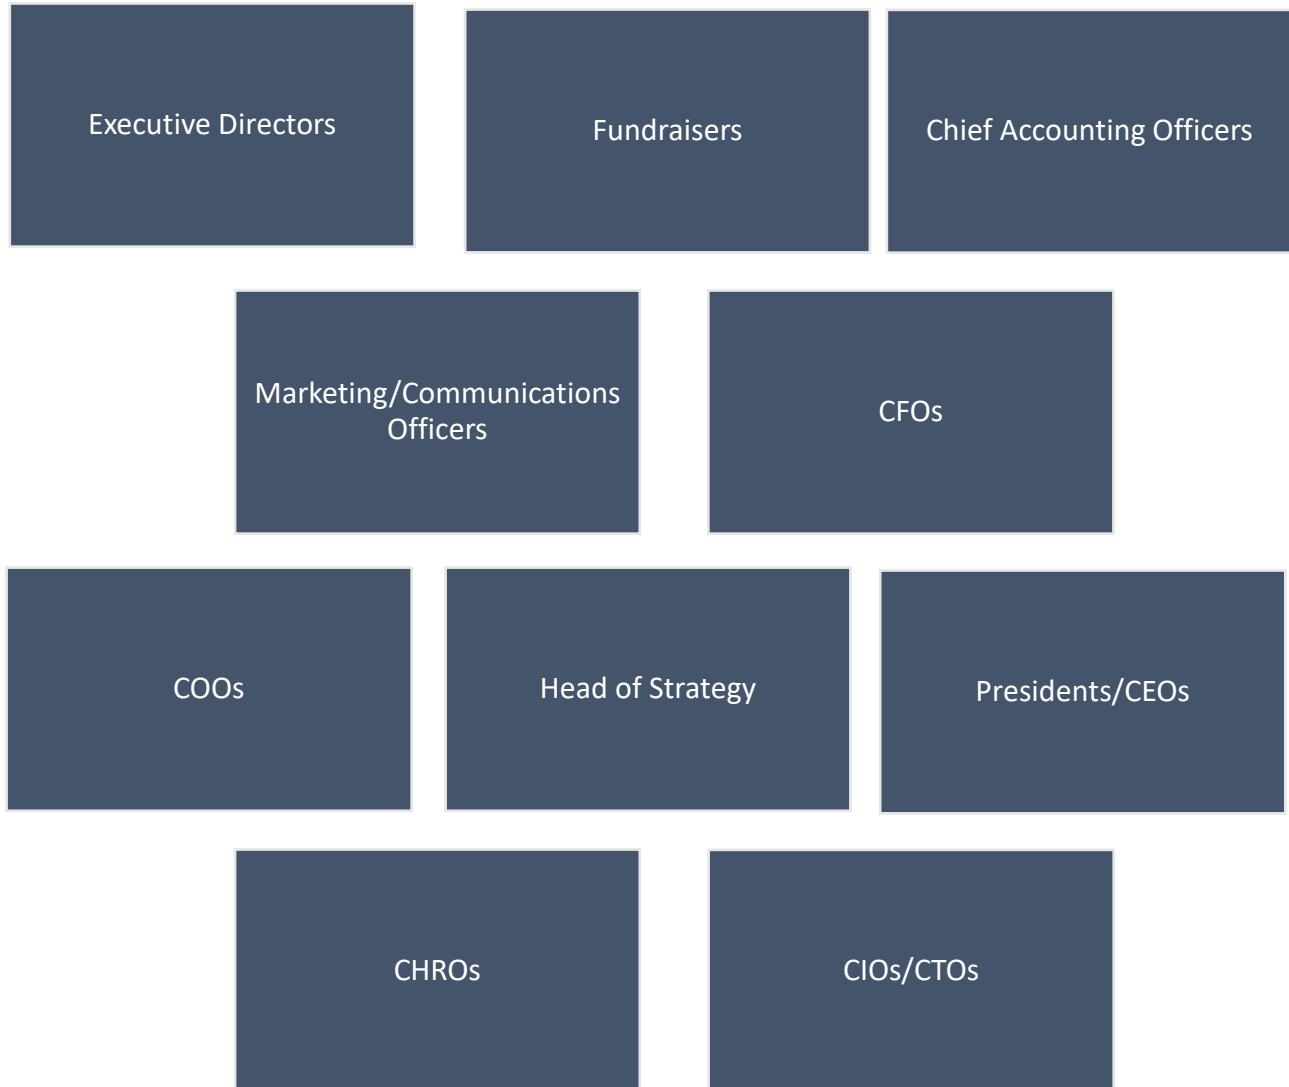 Executive Directors
Fundraisers
Chief Accounting Officers
Marketing/Communications
Officers
CFOs
COOs
Head of Strategy
Presidents/CEOs
CHROs
CIOs/CTOs